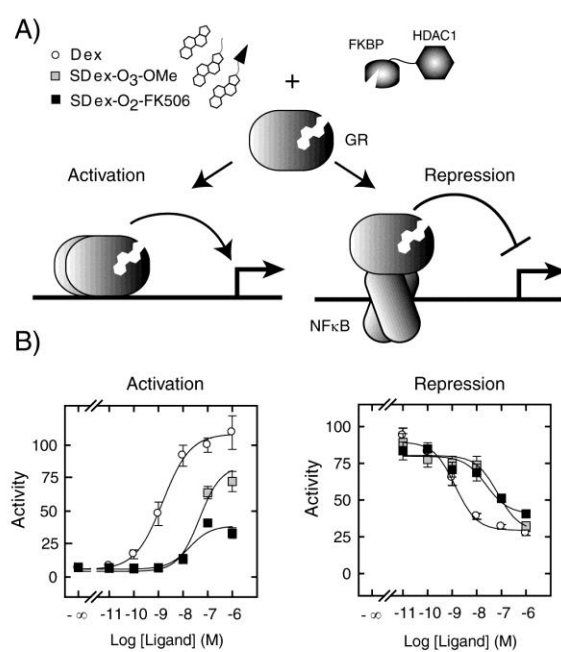 A)
Dex
SDex-O3-OMe
SDex-O2-FK506
+
FKBP
HDAC1
GR
Activation
Repression
NFκB
B)
Activation
Repression
Activity
100
75
50
25
0
- ∞ -11 -10 -9 -8 -7 -6
Log [Ligand] (M)
Activity
100
75
50
25
0
- ∞ -11 -10 -9 -8 -7 -6
Log [Ligand] (M)